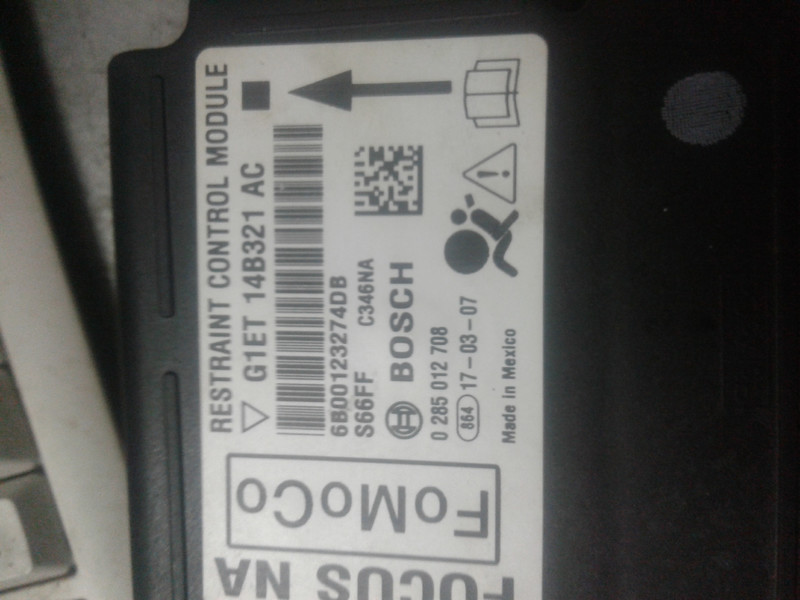 RESTRAINT CONTROL MODULE
G1ET 14B321 AC
6B00123274DB
S66FF C346NA
BOSCH
0 285 012 708
864 17-03-07
Made in Mexico
FoMoCo
FOCUS NA